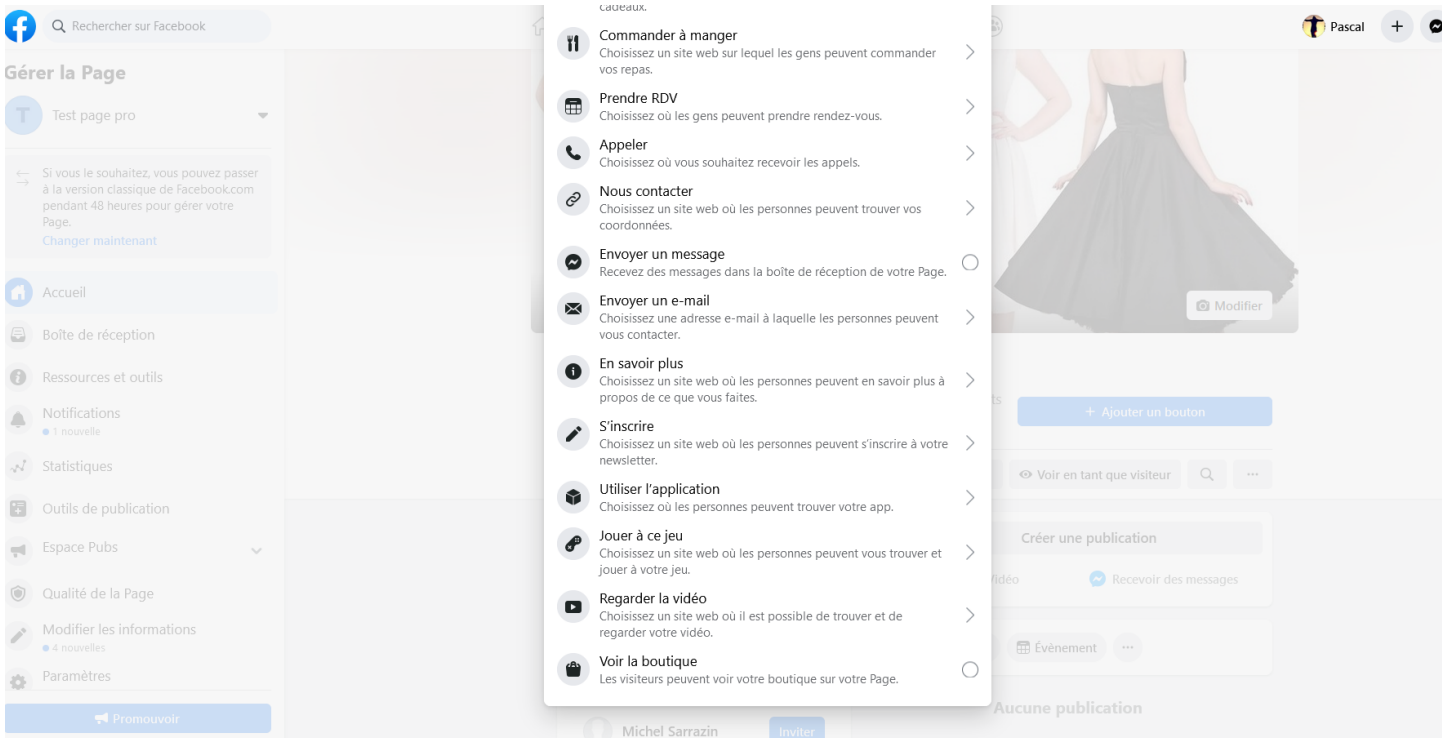 Rechercher sur Facebook
Pascal
Gérer la Page
T
Test page pro
Si vous le souhaitez, vous pouvez passer
à la version classique de Facebook.com
pendant 48 heures pour gérer votre
Page.
Changer maintenant
Accueil
Boîte de réception
Ressources et outils
Notifications
1 nouvelle
Statistiques
Outils de publication
Espace Pubs
Qualité de la Page
Modifier les informations
4 nouvelles
Paramètres
Promouvoir
cadeaux.
Commander à manger
Choisissez un site web sur lequel les gens peuvent commander
vos repas.
Prendre RDV
Choisissez où les gens peuvent prendre rendez-vous.
Appeler
Choisissez où vous souhaitez recevoir les appels.
Nous contacter
Choisissez un site web où les personnes peuvent trouver vos
coordonnées.
Envoyer un message
Recevez des messages dans la boîte de réception de votre Page.
Envoyer un e-mail
Choisissez une adresse e-mail à laquelle les personnes peuvent
vous contacter.
En savoir plus
Choisissez un site web où les personnes peuvent en savoir plus à
propos de ce que vous faites.
S'inscrire
Choisissez un site web où les personnes peuvent s'inscrire à votre
newsletter.
Utiliser l'application
Choisissez où les personnes peuvent trouver votre app.
Jouer à ce jeu
Choisissez un site web où les personnes peuvent vous trouver et
jouer à votre jeu.
Regarder la vidéo
Choisissez un site web où il est possible de trouver et de
regarder votre vidéo.
Voir la boutique
Les visiteurs peuvent voir votre boutique sur votre Page.
Michel Sarrazin
Inviter
Modifier
+ Ajouter un bouton
Voir en tant que visiteur
Créer une publication
Recevoir des messages
Évènement
Aucune publication